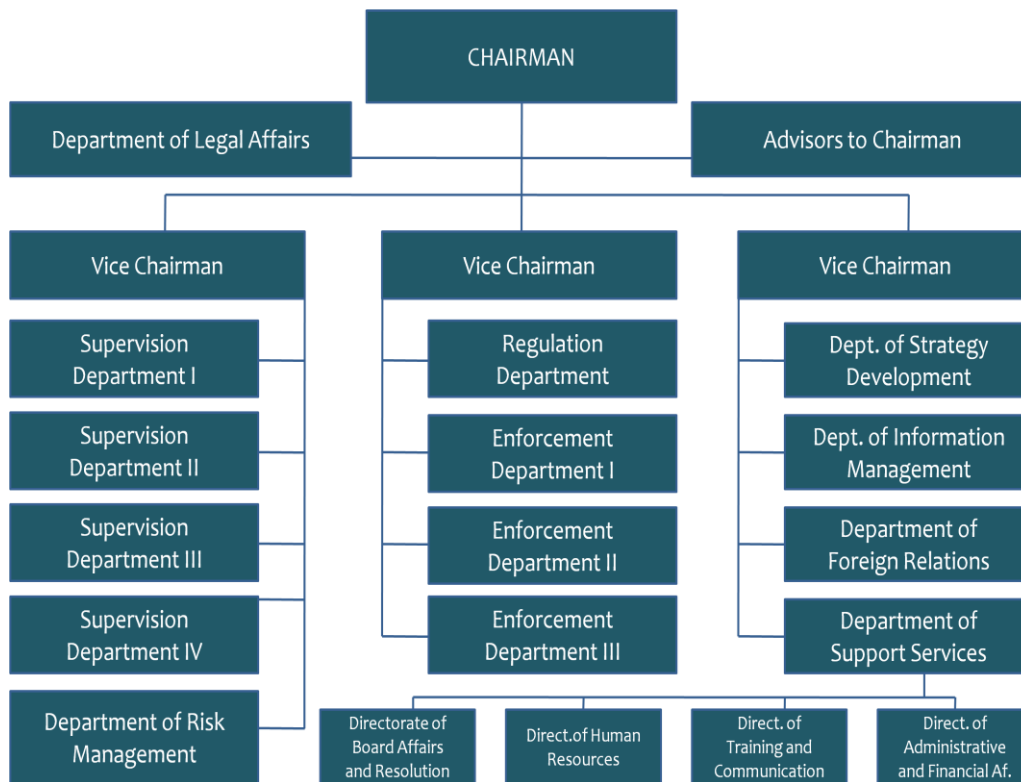 CHAIRMAN
Department of Legal Affairs
Advisors to Chairman
Vice Chairman
Vice Chairman
Vice Chairman
Supervision
Department I
Regulation
Department
Dept. of Strategy
Development
Supervision
Department II
Enforcement
Department I
Dept. of Information
Management
Supervision
Department III
Enforcement
Department II
Department of
Foreign Relations
Supervision
Department IV
Enforcement
Department III
Department of
Support Services
Department of Risk
Management
Directorate of
Board Affairs
and Resolution
Direct.of Human
Resources
Direct. of
Training and
Communication
Direct. of
Administrative
and Financial Af.